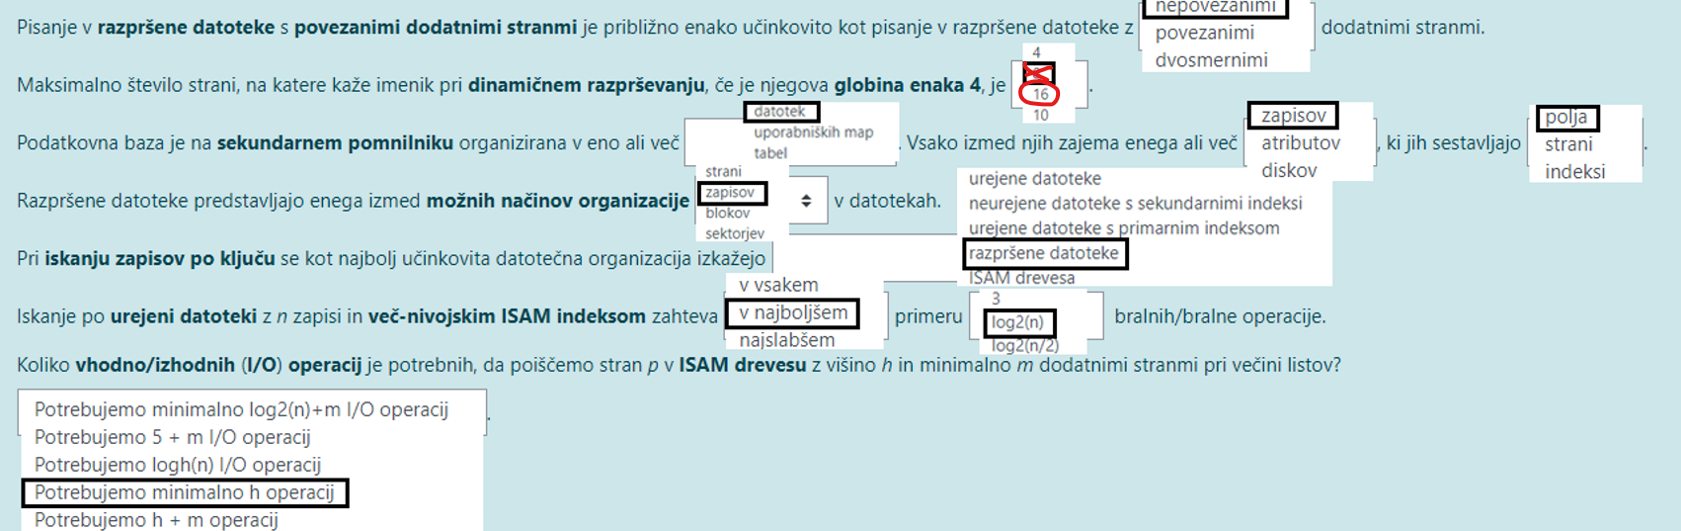 nepovezanimi
Pisanje v razpršene datoteke s povezanimi dodatnimi stranmi je približno enako učinkovito kot pisanje v razpršene datoteke z povezanimi dodatnimi stranmi.
dvosmernimi
4
Maksimalno število strani, na katere kaže imenik pri dinamičnem razprševanju, če je njegova globina enaka 4, je
16
.
10
datotek
uporabniških map
tabel
zapisov
atributov
diskov
polja
strani
indeksi
Podatkovna baza je na sekundarnem pomnilniku organizirana v eno ali več
. Vsako izmed njih zajema enega ali več
, ki jih sestavljajo
.
strani
zapisov
blokov
sektorjev
Razpršene datoteke predstavljajo enega izmed možnih načinov organizacije
v datotekah.
urejene datoteke
neurejene datoteke s sekundarnimi indeksi
urejene datoteke s primarnim indeksom
razpršene datoteke
ISAM drevesa
Pri iskanju zapisov po ključu se kot najbolj učinkovita datotečna organizacija izkažejo
v vsakem
v najboljšem
najslabšem
3
log2(n)
log2(n/2)
Iskanje po urejeni datoteki z n zapisi in več-nivojskim ISAM indeksom zahteva
primeru
bralnih/bralne operacije.
Koliko vhodno/izhodnih (I/O) operacij je potrebnih, da poiščemo stran p v ISAM drevesu z višino h in minimalno m dodatnimi stranmi pri večini listov?
Potrebujemo minimalno log2(n)+m I/O operacij
.
Potrebujemo 5 + m I/O operacij
Potrebujemo logh(n) I/O operacij
Potrebujemo minimalno h operacij
Potrebujemo h + m operacij